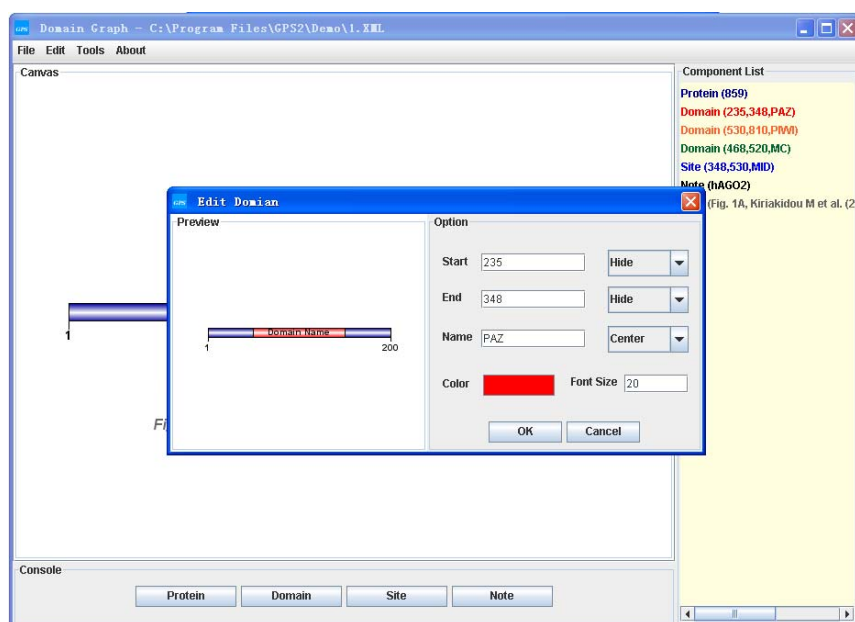 GPS Domain Graph - C:\Program Files\GPS2\Demo\1.XML
File Edit Tools About
Canvas
Component List
Protein (859)
Domain (235,348,PAZ)
Domain (530,810,PIWI)
Domain (468,520,MC)
Site (348,530,MID)
Note (hAGO2)
(Fig. 1A, Kiriakidou M et al. (2
GPS Edit Domian
Preview
Option
Start 235 Hide
End 348 Hide
Name PAZ Center
Color Font Size 20
OK Cancel
Domain Name
1 200
1
Fi
Console
Protein Domain Site Note